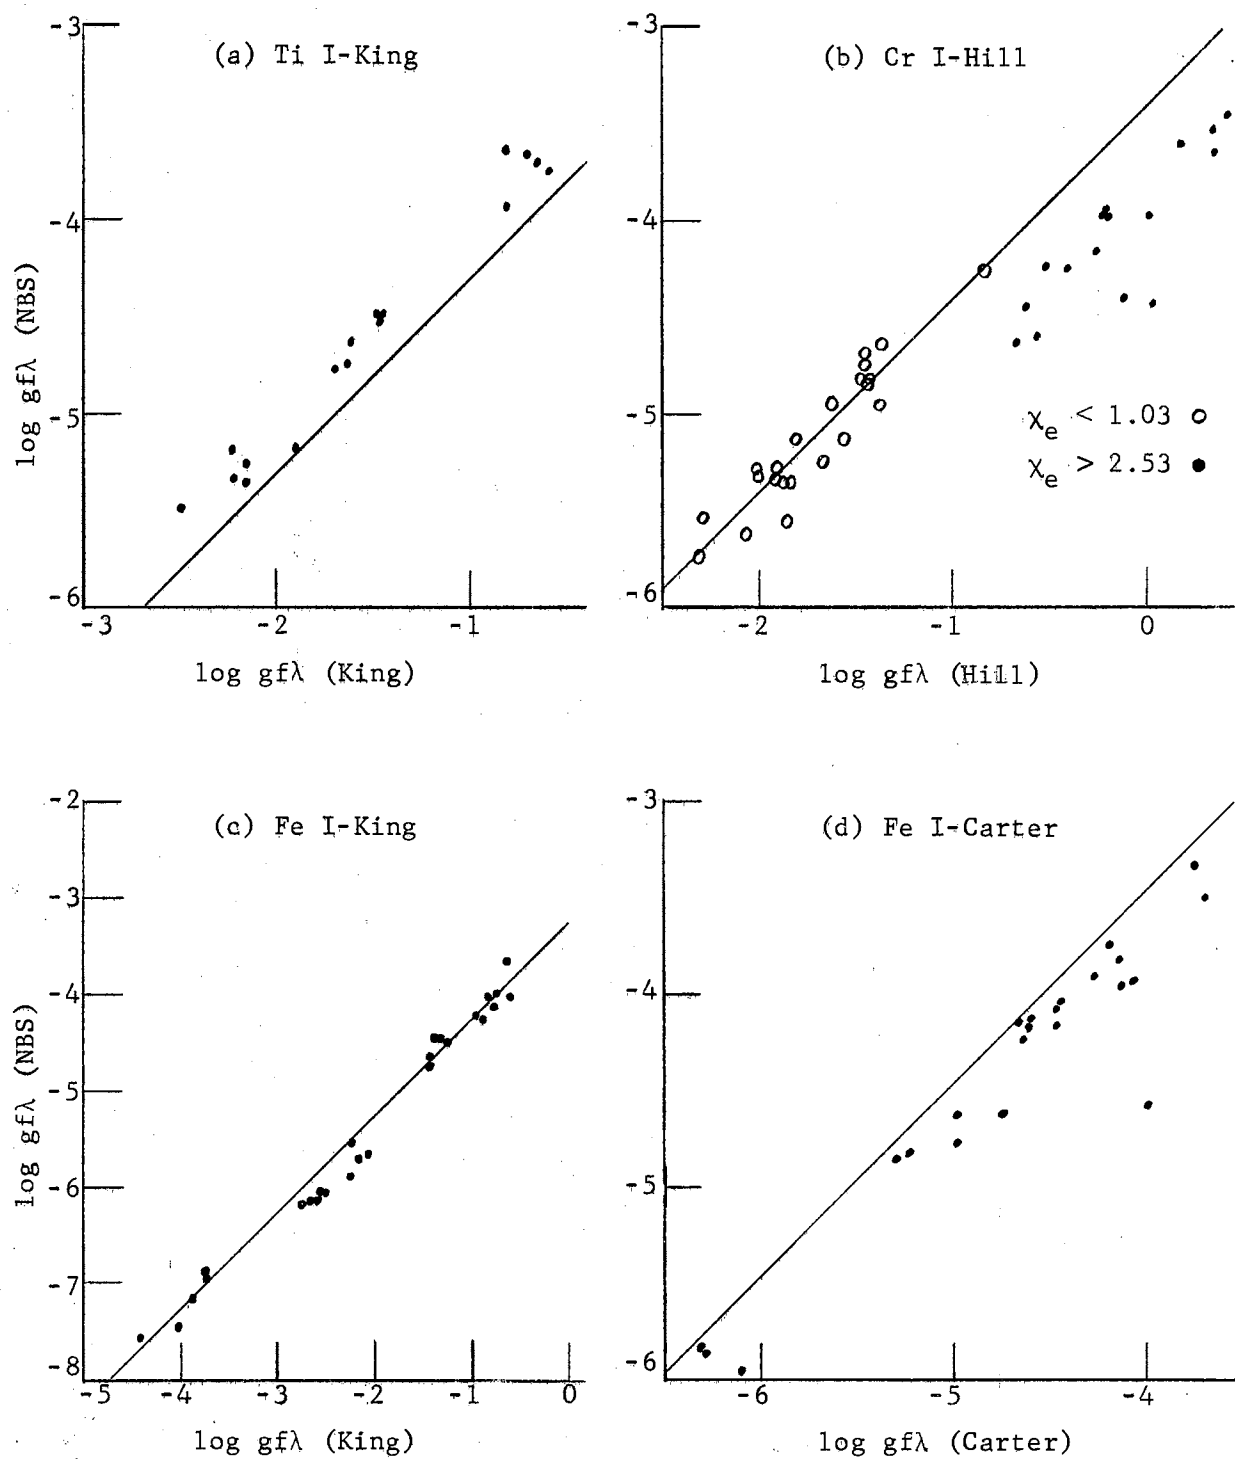 (a) Ti I-King
-3
-4
-5
-6
log gfλ (NBS)
-3
-2
-1
log gfλ (King)
(b) Cr I-Hill
-3
-4
-5
-6
χe < 1.03
χe > 2.53
-2
-1
0
log gfλ (Hill)
(c) Fe I-King
-2
-3
-4
-5
-6
-7
-8
log gfλ (NBS)
-5
-4
-3
-2
-1
0
log gfλ (King)
(d) Fe I-Carter
-3
-4
-5
-6
-6
-5
-4
log gfλ (Carter)